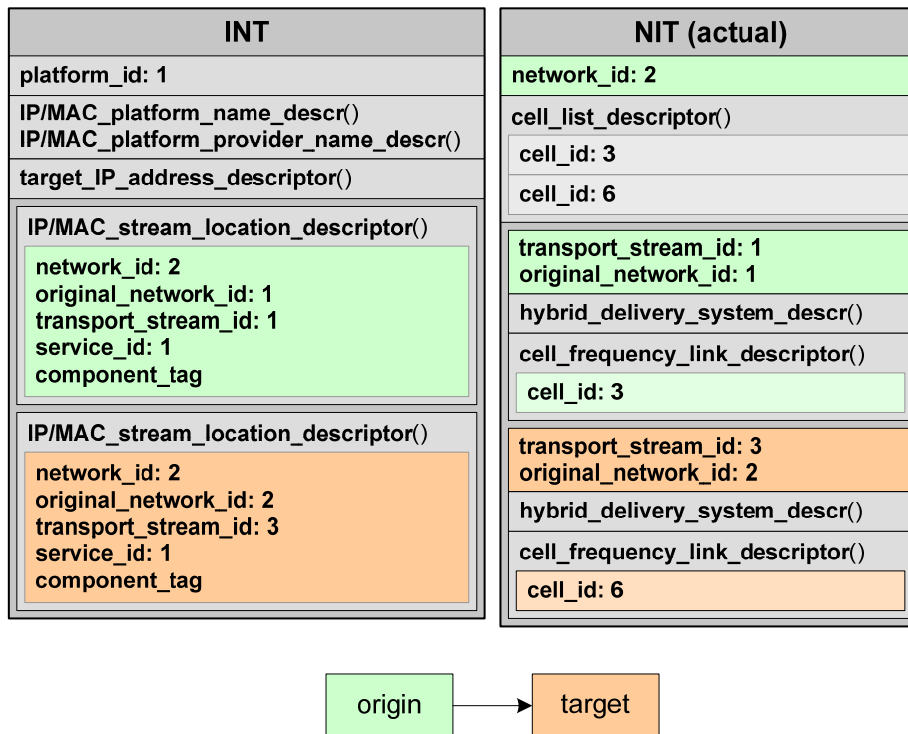 INT
platform_id: 1
IP/MAC_platform_name_descr()
IP/MAC_platform_provider_name_descr()
target_IP_address_descriptor()
IP/MAC_stream_location_descriptor()
network_id: 2
original_network_id: 1
transport_stream_id: 1
service_id: 1
component_tag
IP/MAC_stream_location_descriptor()
network_id: 2
original_network_id: 2
transport_stream_id: 3
service_id: 1
component_tag
NIT (actual)
network_id: 2
cell_list_descriptor()
cell_id: 3
cell_id: 6
transport_stream_id: 1
original_network_id: 1
hybrid_delivery_system_descr()
cell_frequency_link_descriptor()
cell_id: 3
transport_stream_id: 3
original_network_id: 2
hybrid_delivery_system_descr()
cell_frequency_link_descriptor()
cell_id: 6
origin
target